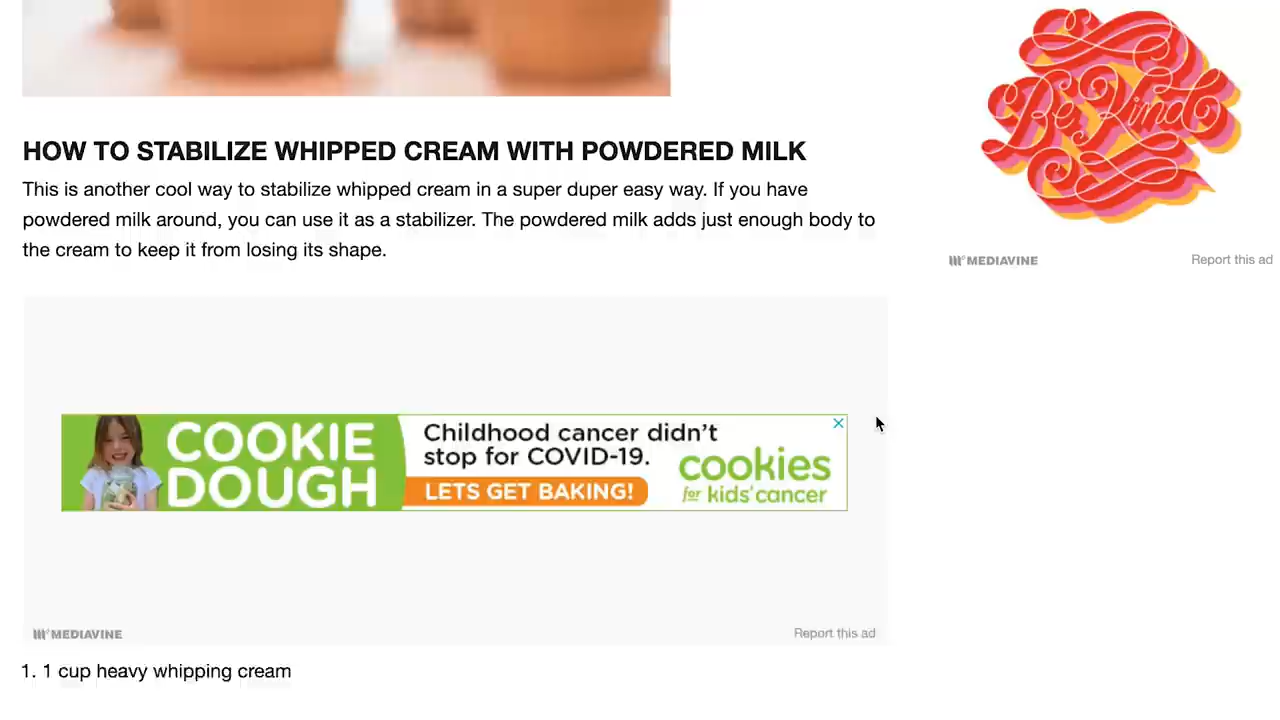 HOW TO STABILIZE WHIPPED CREAM WITH POWDERED MILK
This is another cool way to stabilize whipped cream in a super duper easy way. If you have
powdered milk around, you can use it as a stabilizer. The powdered milk adds just enough body to
the cream to keep it from losing its shape.
Be Kind
MEDIAVINE
Report this ad
COOKIE
DOUGH
Childhood cancer didn't
stop for COVID-19.
LETS GET BAKING!
cookies
for kids' cancer
MEDIAVINE
Report this ad
1. 1 cup heavy whipping cream